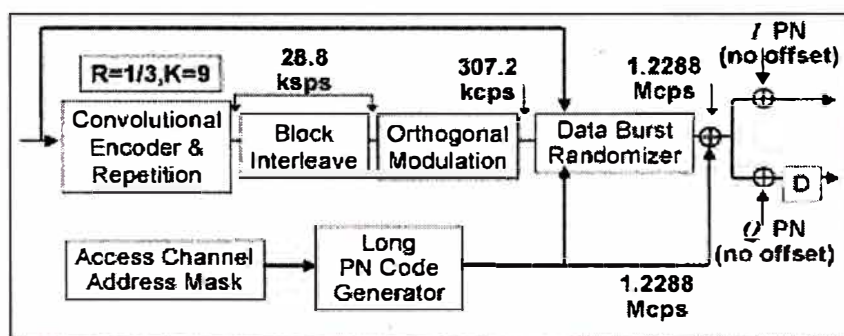 R=1/3,K=9
28.8
ksps
307.2
kcps
1.2288
Mcps
I PN
(no offset)
Convolutional
Encoder &
Repetition
Block
Interleave
Orthogonal
Modulation
Data Burst
Randomizer
D
Q PN
(no offset)
Access Channel
Address Mask
Long
PN Code
Generator
1.2288
Mcps